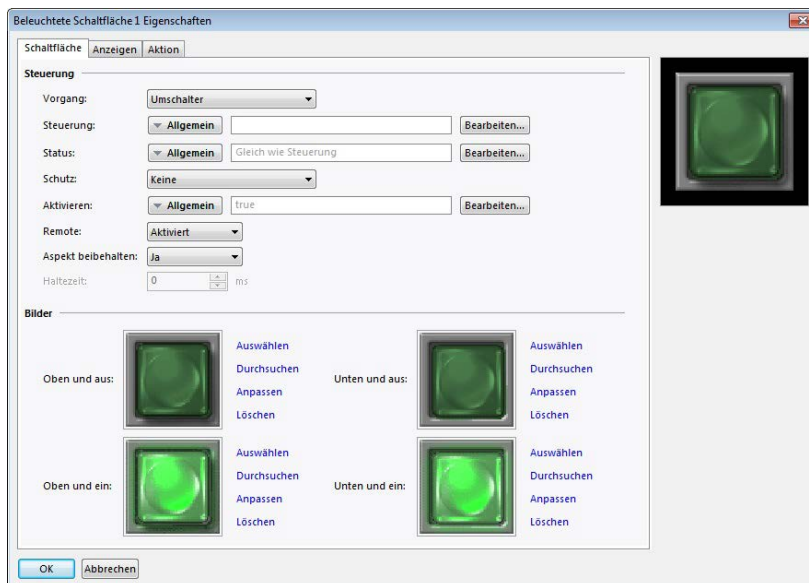 Beleuchtete Schaltfläche 1 Eigenschaften
Schaltfläche Anzeigen Aktion
Steuerung
Vorgang: Umschalter
Steuerung: Allgemein Bearbeiten...
Status: Allgemein Gleich wie Steuerung Bearbeiten...
Schutz: Keine
Aktivieren: Allgemein true Bearbeiten...
Remote: Aktiviert
Aspekt beibehalten: Ja
Haltezeit: 0 ms
Bilder
Oben und aus:
Auswählen
Durchsuchen
Anpassen
Löschen
Unten und aus:
Auswählen
Durchsuchen
Anpassen
Löschen
Oben und ein:
Auswählen
Durchsuchen
Anpassen
Löschen
Unten und ein:
Auswählen
Durchsuchen
Anpassen
Löschen
OK Abbrechen